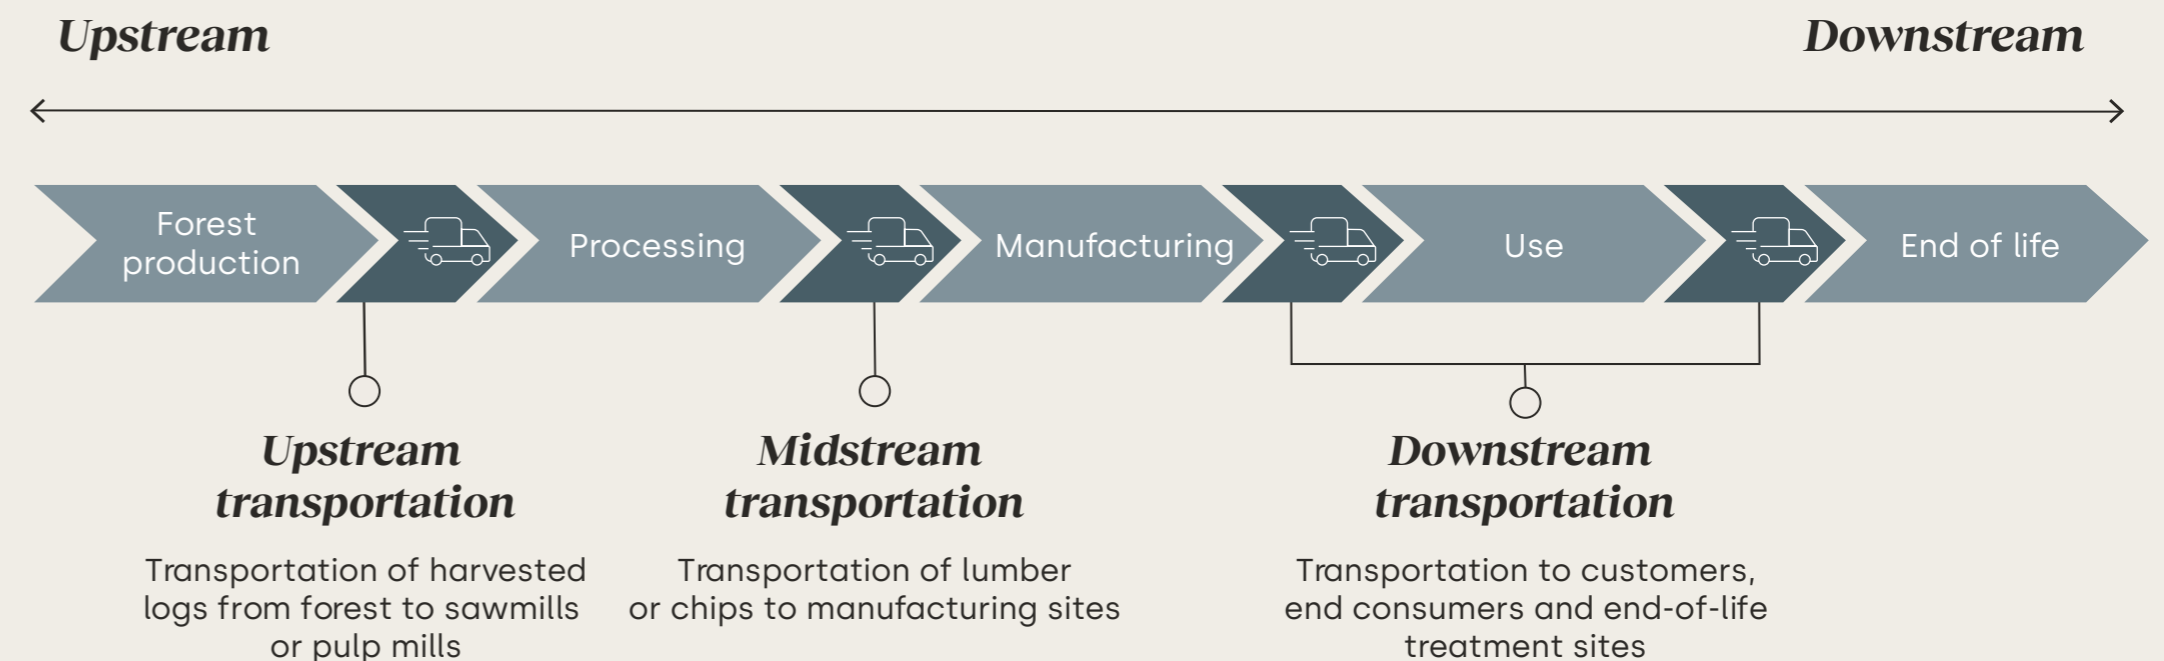 Upstream
Downstream
Forest
production
Processing
Manufacturing
Use
End of life
Upstream
transportation
Transportation of harvested
logs from forest to sawmills
or pulp mills
Midstream
transportation
Transportation of lumber
or chips to manufacturing sites
Downstream
transportation
Transportation to customers,
end consumers and end-of-life
treatment sites